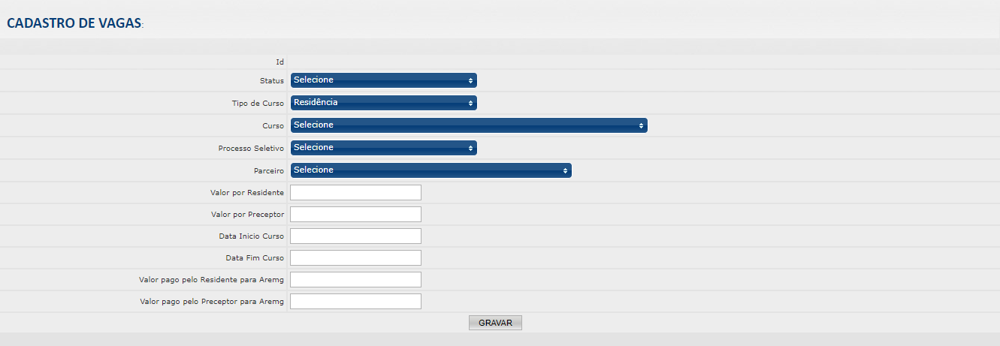 CADASTRO DE VAGAS:
Id
Status Selecione
Tipo de Curso Residência
Curso Selecione
Processo Seletivo Selecione
Parceiro Selecione
Valor por Residente
Valor por Preceptor
Data Inicio Curso
Data Fim Curso
Valor pago pelo Residente para Aremg
Valor pago pelo Preceptor para Aremg
GRAVAR